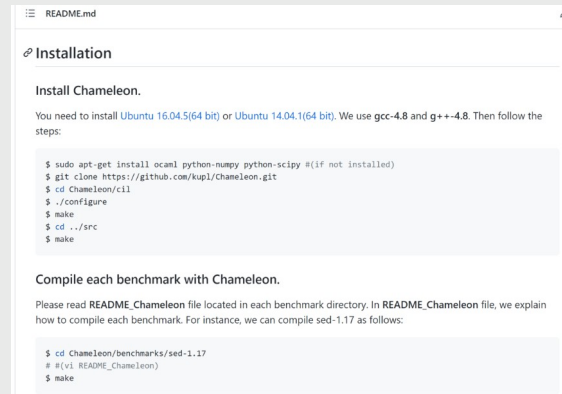 README.md
Installation
Install Chameleon.
You need to install Ubuntu 16.04.5(64 bit) or Ubuntu 14.04.1(64 bit). We use gcc-4.8 and g++-4.8. Then follow the
steps:
$ sudo apt-get install ocaml python-numpy python-scipy #(if not installed)
$ git clone https://github.com/kupl/Chameleon.git
$ cd Chameleon/cil
$ ./configure
$ make
$ cd ../src
$ make
Compile each benchmark with Chameleon.
Please read README_Chameleon file located in each benchmark directory. In README_Chameleon file, we explain
how to compile each benchmark. For instance, we can compile sed-1.17 as follows:
$ cd Chameleon/benchmarks/sed-1.17
# #(vi README_Chameleon)
$ make